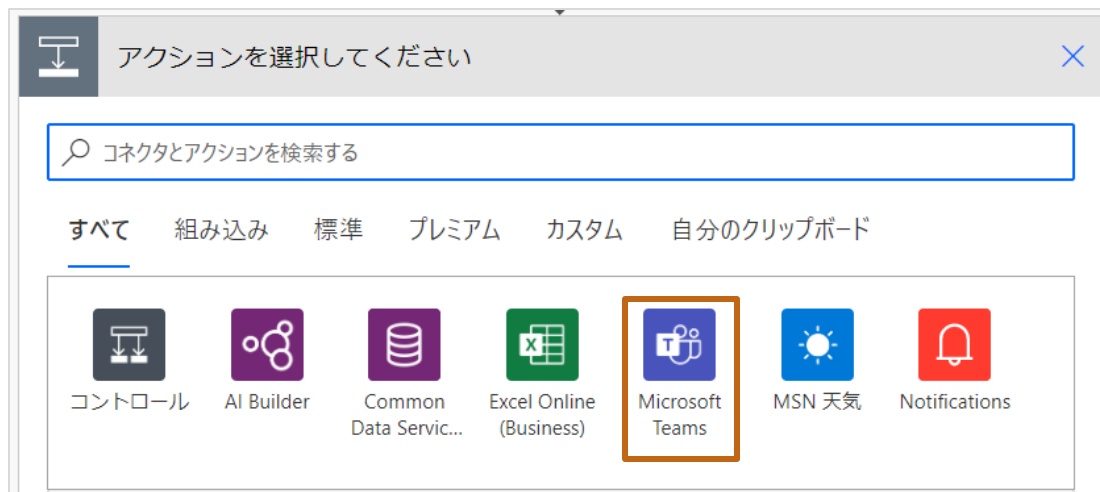 アクションを選択してください
コネクタとアクションを検索する
すべて 組み込み 標準 プレミアム カスタム 自分のクリップボード
コントロール
AI Builder
Common
Data Servic...
Excel Online
(Business)
Microsoft
Teams
MSN 天気
Notifications